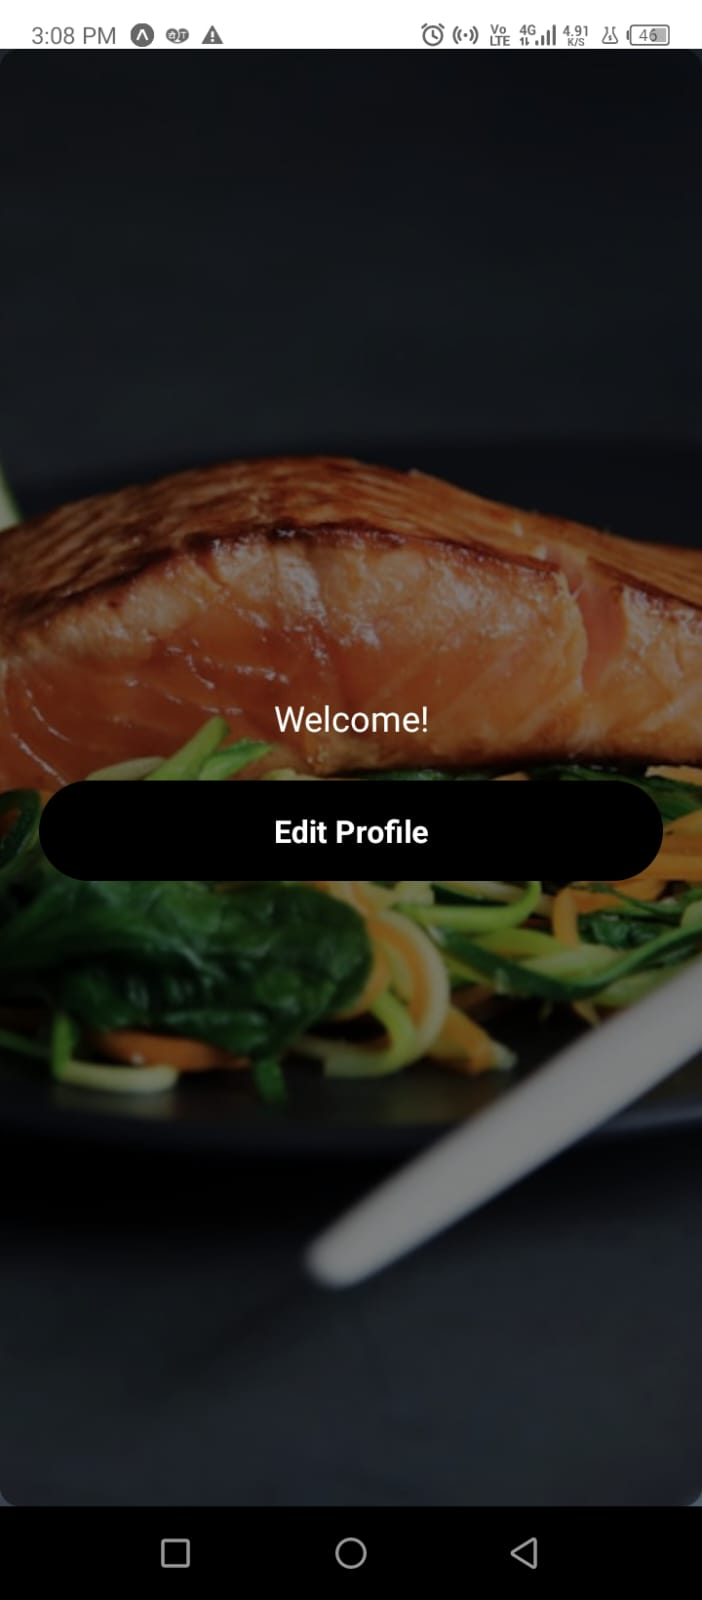 3:08 PM
Vo LTE 4G 4.91 K/S 46
Welcome!
Edit Profile